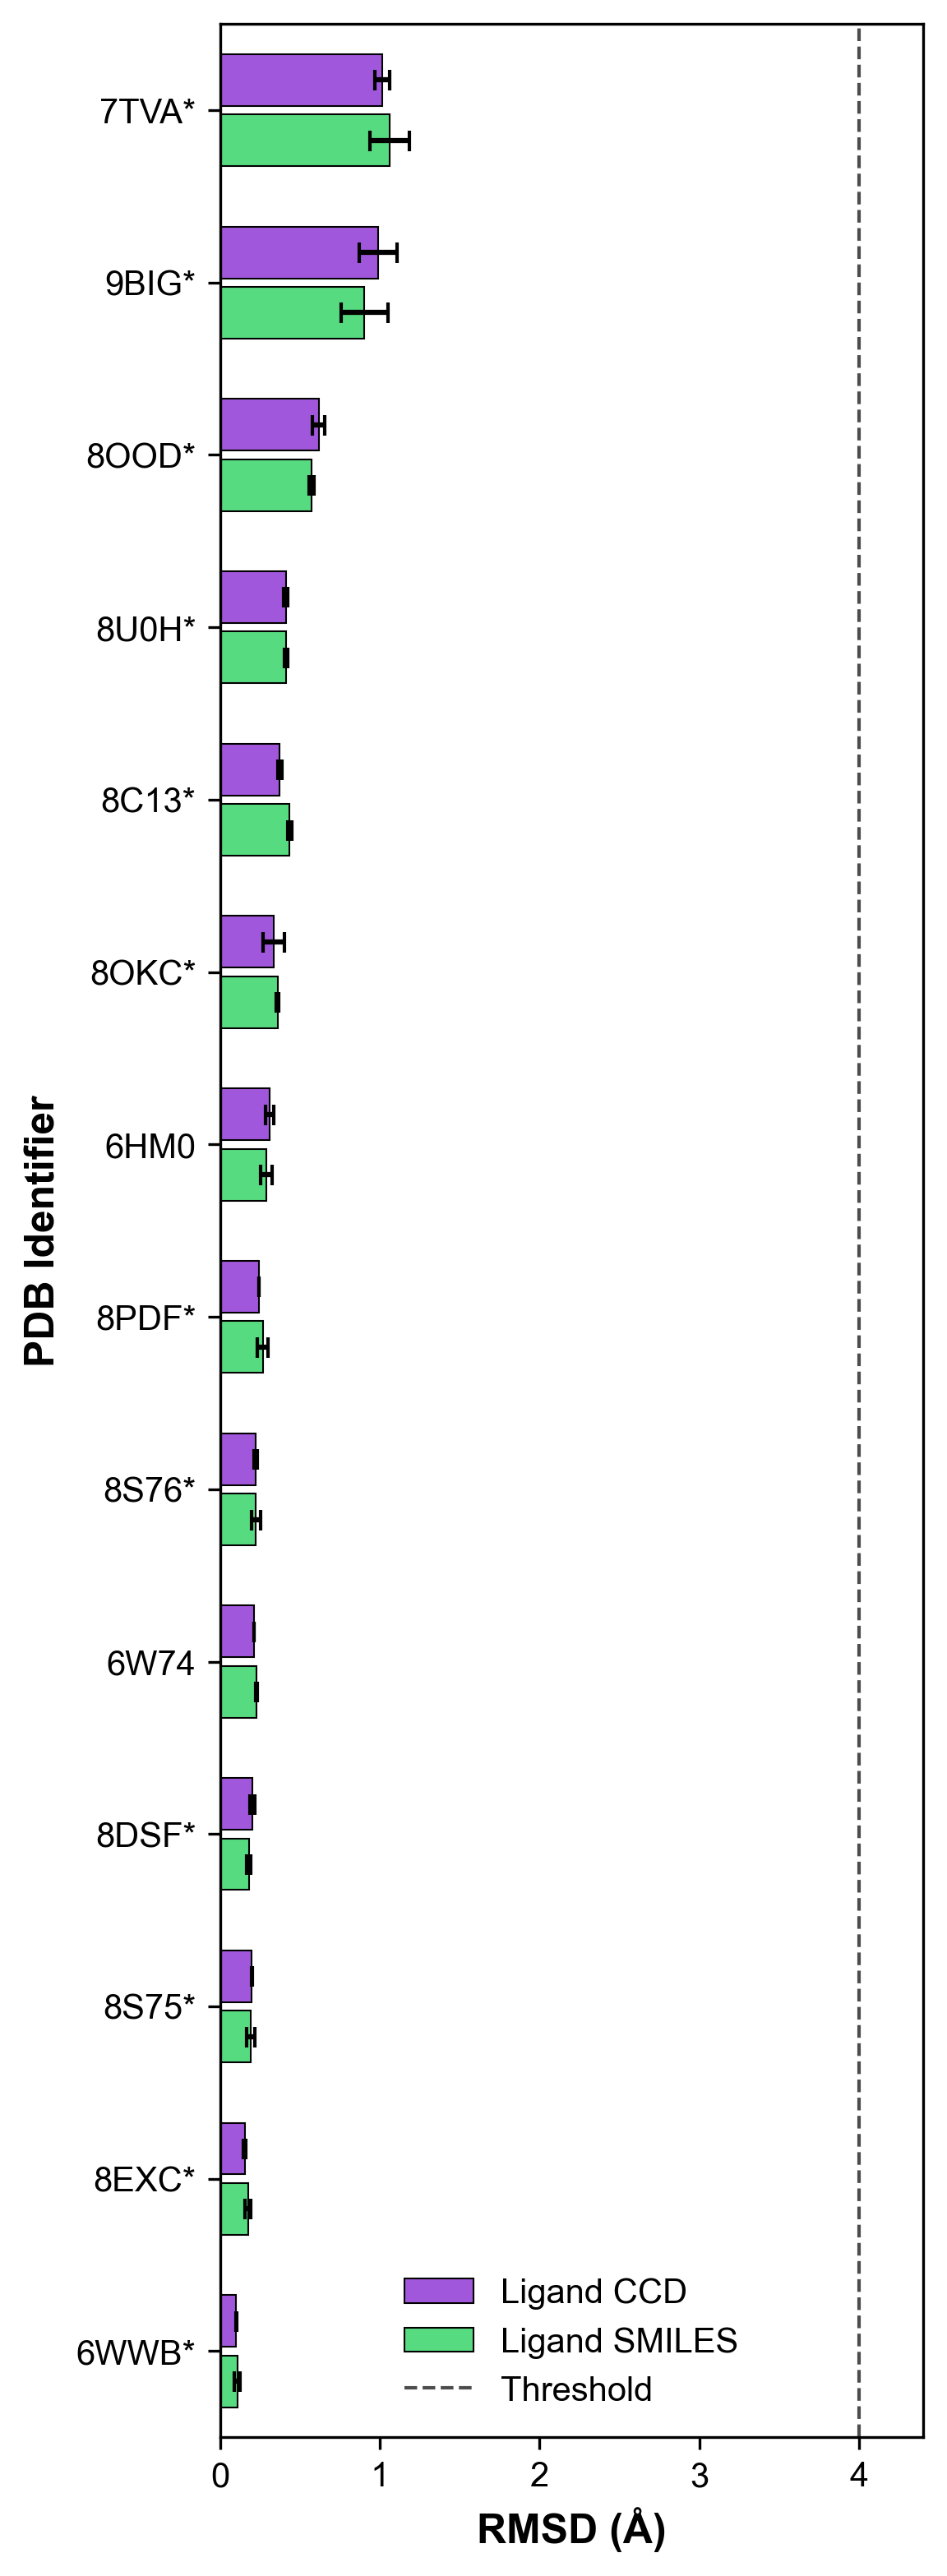 7TVA*
9BIG*
8OOD*
8U0H*
8C13*
8OKC*
6HM0
8PDF*
8S76*
6W74
8DSF*
8S75*
8EXC*
6WWB*
PDB Identifier
Ligand CCD
Ligand SMILES
Threshold
0 1 2 3 4
RMSD (Å)